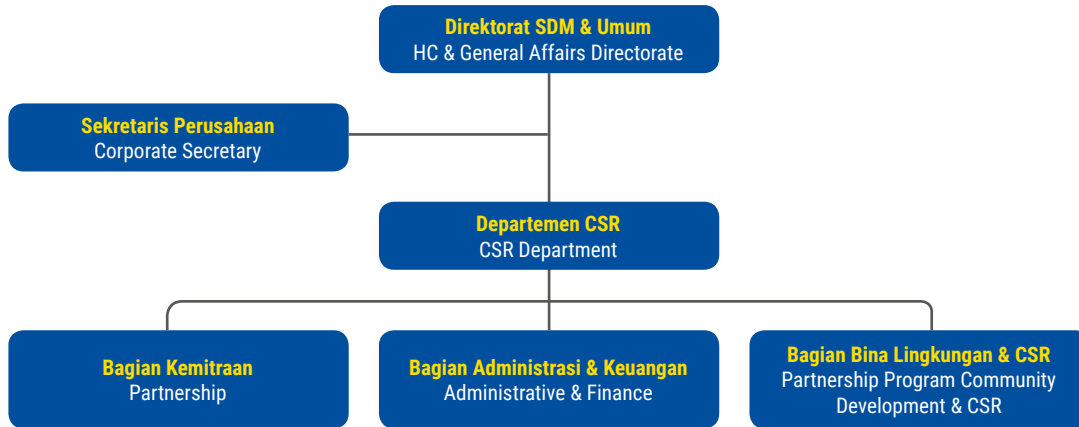 Direktorat SDM & Umum
HC & General Affairs Directorate
Sekretaris Perusahaan
Corporate Secretary
Departemen CSR
CSR Department
Bagian Kemitraan
Partnership
Bagian Administrasi & Keuangan
Administrative & Finance
Bagian Bina Lingkungan & CSR
Partnership Program Community
Development & CSR